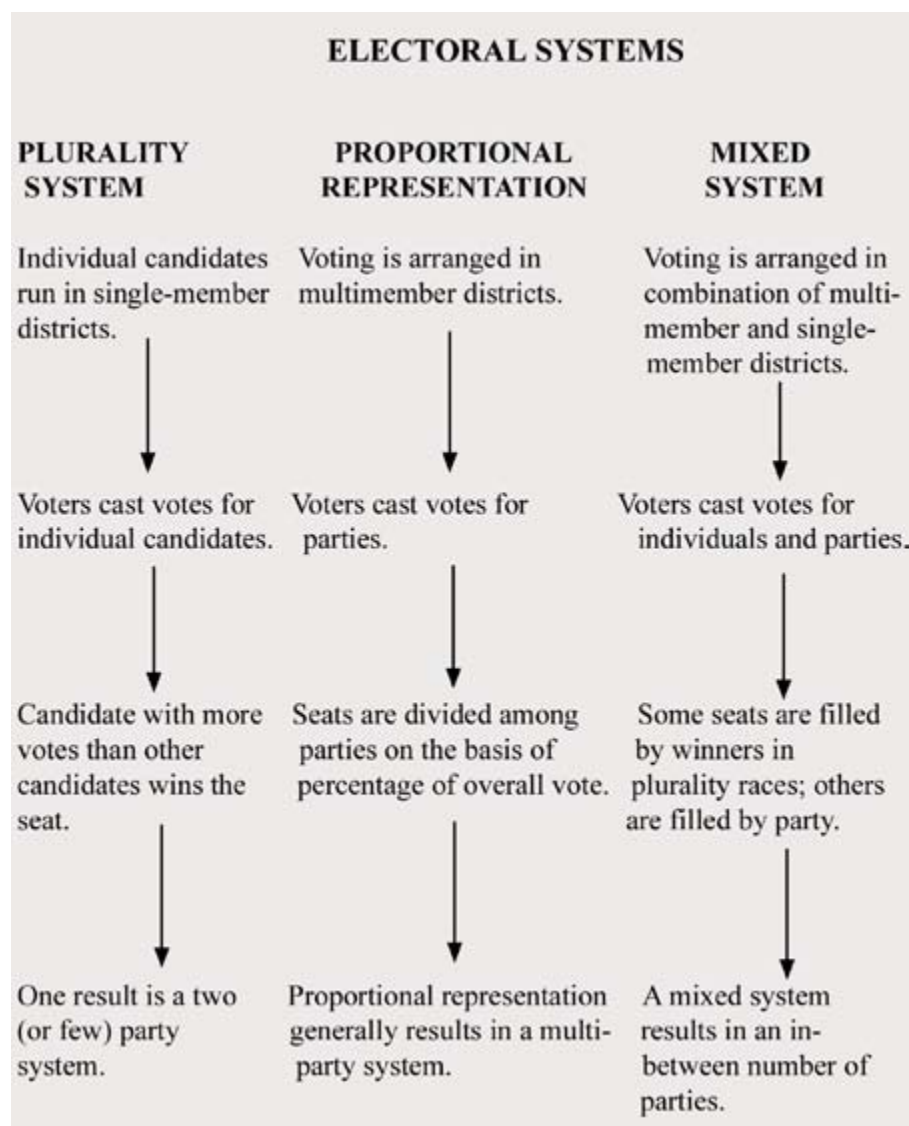 ELECTORAL SYSTEMS
PLURALITY
SYSTEM
Individual candidates
run in single-member
districts.
Voters cast votes for
individual candidates.
Candidate with more
votes than other
candidates wins the
seat.
One result is a two
(or few) party
system.
PROPORTIONAL
REPRESENTATION
Voting is arranged in
multimember districts.
Voters cast votes for
parties.
Seats are divided among
parties on the basis of
percentage of overall vote.
Proportional representation
generally results in a multi-
party system.
MIXED
SYSTEM
Voting is arranged in
combination of multi-
member and single-
member districts.
Voters cast votes for
individuals and parties.
Some seats are filled
by winners in
plurality races; others
are filled by party.
A mixed system
results in an in-
between number of
parties.